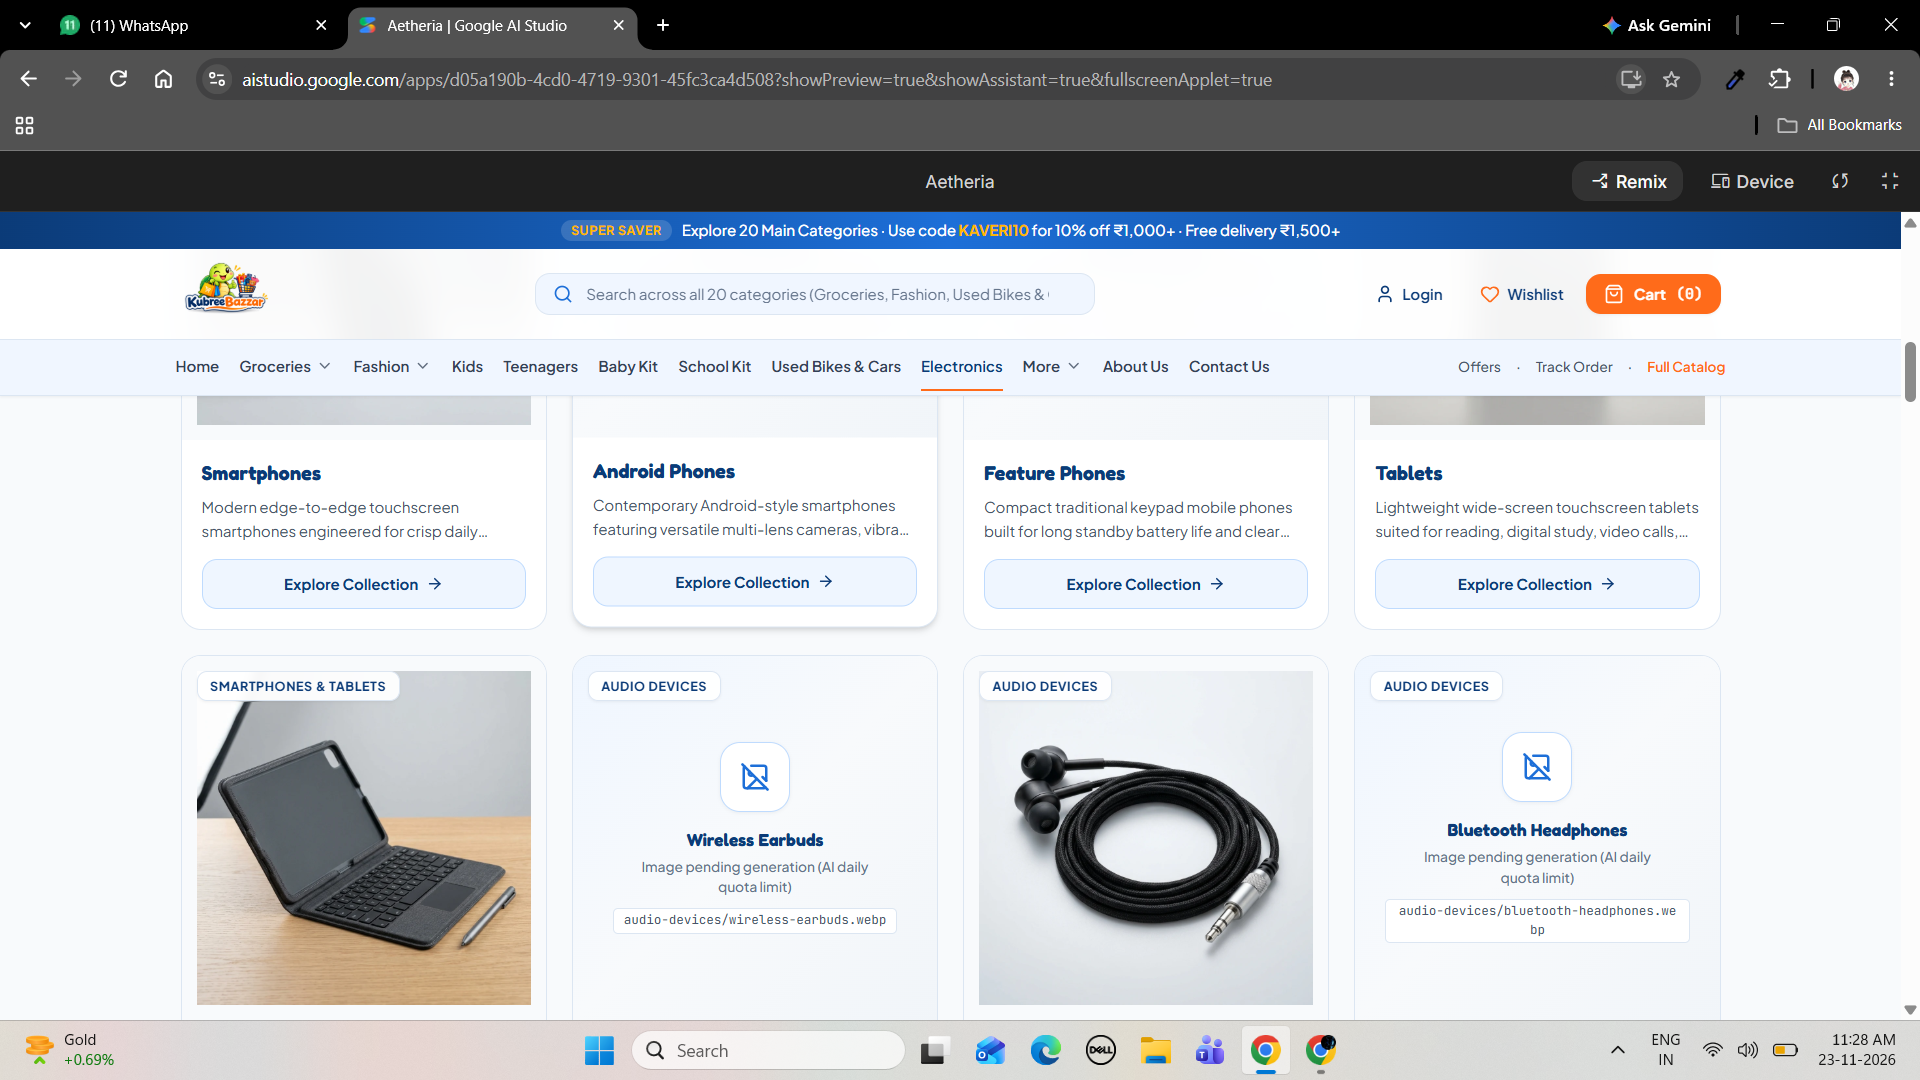 11
(11) WhatsApp
Aetheria | Google AI Studio
Ask Gemini
aistudio.google.com/apps/d05a190b-4cd0-4719-9301-45fc3ca4d508?showPreview=true&showAssistant=true&fullscreenApplet=true
All Bookmarks
Aetheria
Remix
Device
SUPER SAVER Explore 20 Main Categories · Use code KAVERI10 for 10% off ₹1,000+ · Free delivery ₹1,500+
KubreeBazzar
Search across all 20 categories (Groceries, Fashion, Used Bikes &
Login
Wishlist
Cart (0)
Home
Groceries
Fashion
Kids
Teenagers
Baby Kit
School Kit
Used Bikes & Cars
Electronics
More
About Us
Contact Us
Offers · Track Order · Full Catalog
Smartphones
Modern edge-to-edge touchscreen
smartphones engineered for crisp daily...
Explore Collection →
Android Phones
Contemporary Android-style smartphones
featuring versatile multi-lens cameras, vibra...
Explore Collection →
Feature Phones
Compact traditional keypad mobile phones
built for long standby battery life and clear...
Explore Collection →
Tablets
Lightweight wide-screen touchscreen tablets
suited for reading, digital study, video calls,...
Explore Collection →
SMARTPHONES & TABLETS
AUDIO DEVICES
Wireless Earbuds
Image pending generation (AI daily
quota limit)
audio-devices/wireless-earbuds.webp
AUDIO DEVICES
AUDIO DEVICES
Bluetooth Headphones
Image pending generation (AI daily
quota limit)
audio-devices/bluetooth-headphones.we
bp
Gold
+0.69%
Search
DELL
ENG
IN
11:28 AM
23-11-2026